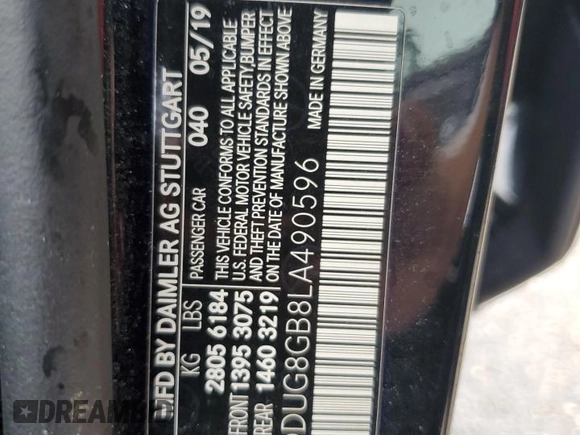 MFD BY DAIMLER AG STUTTGART
PASSENGER CAR 040 05/19
KG LBS
THIS VEHICLE CONFORMS TO ALL APPLICABLE
U.S. FEDERAL MOTOR VEHICLE SAFETY/BUMPER
AND THEFT PREVENTION STANDARDS IN EFFECT
ON THE DATE OF MANUFACTURE SHOWN ABOVE
2805 6184
FRONT 1395 3075
REAR 1460 3219
MADE IN GERMANY
DUG8GB8LA490596